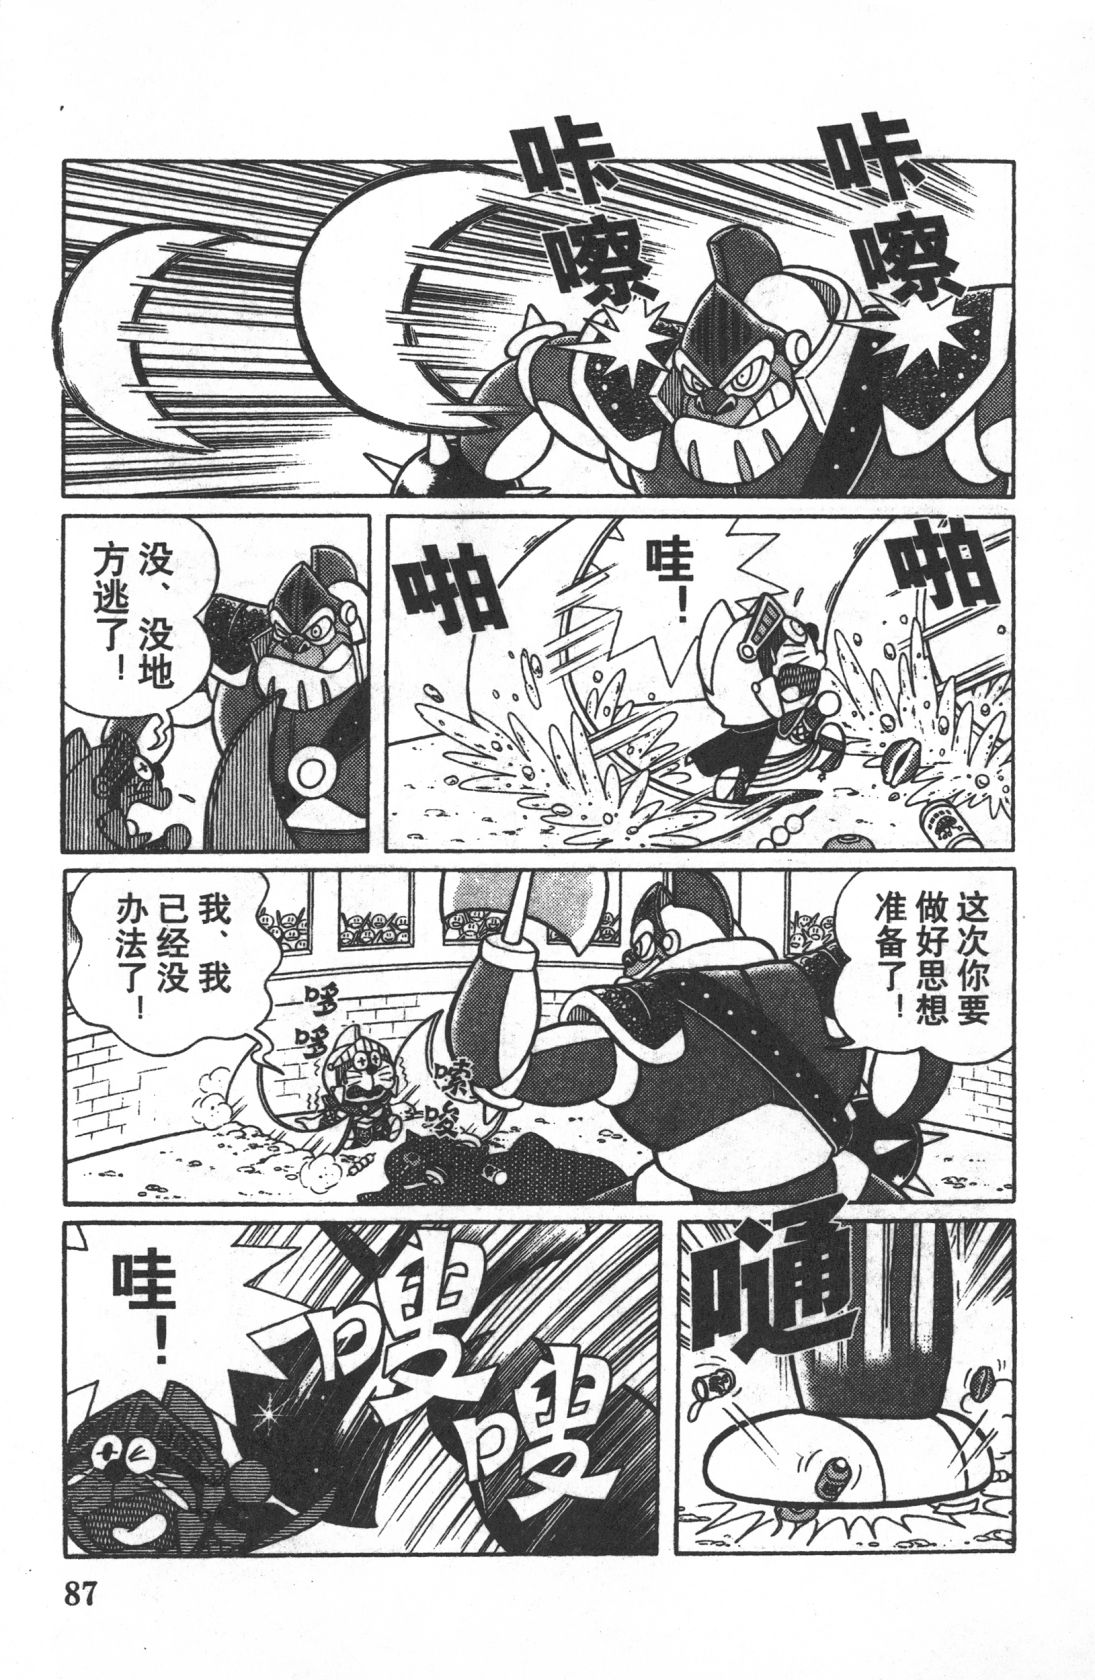 咔
嚓
咔
嚓
啪
哇！
啪
没、没地
方逃了！
这次你要
做好思想
准备了！
我、我
已经没
办法了！
哆
哆
嗦
嗵
嗖
嗖
哇！
87